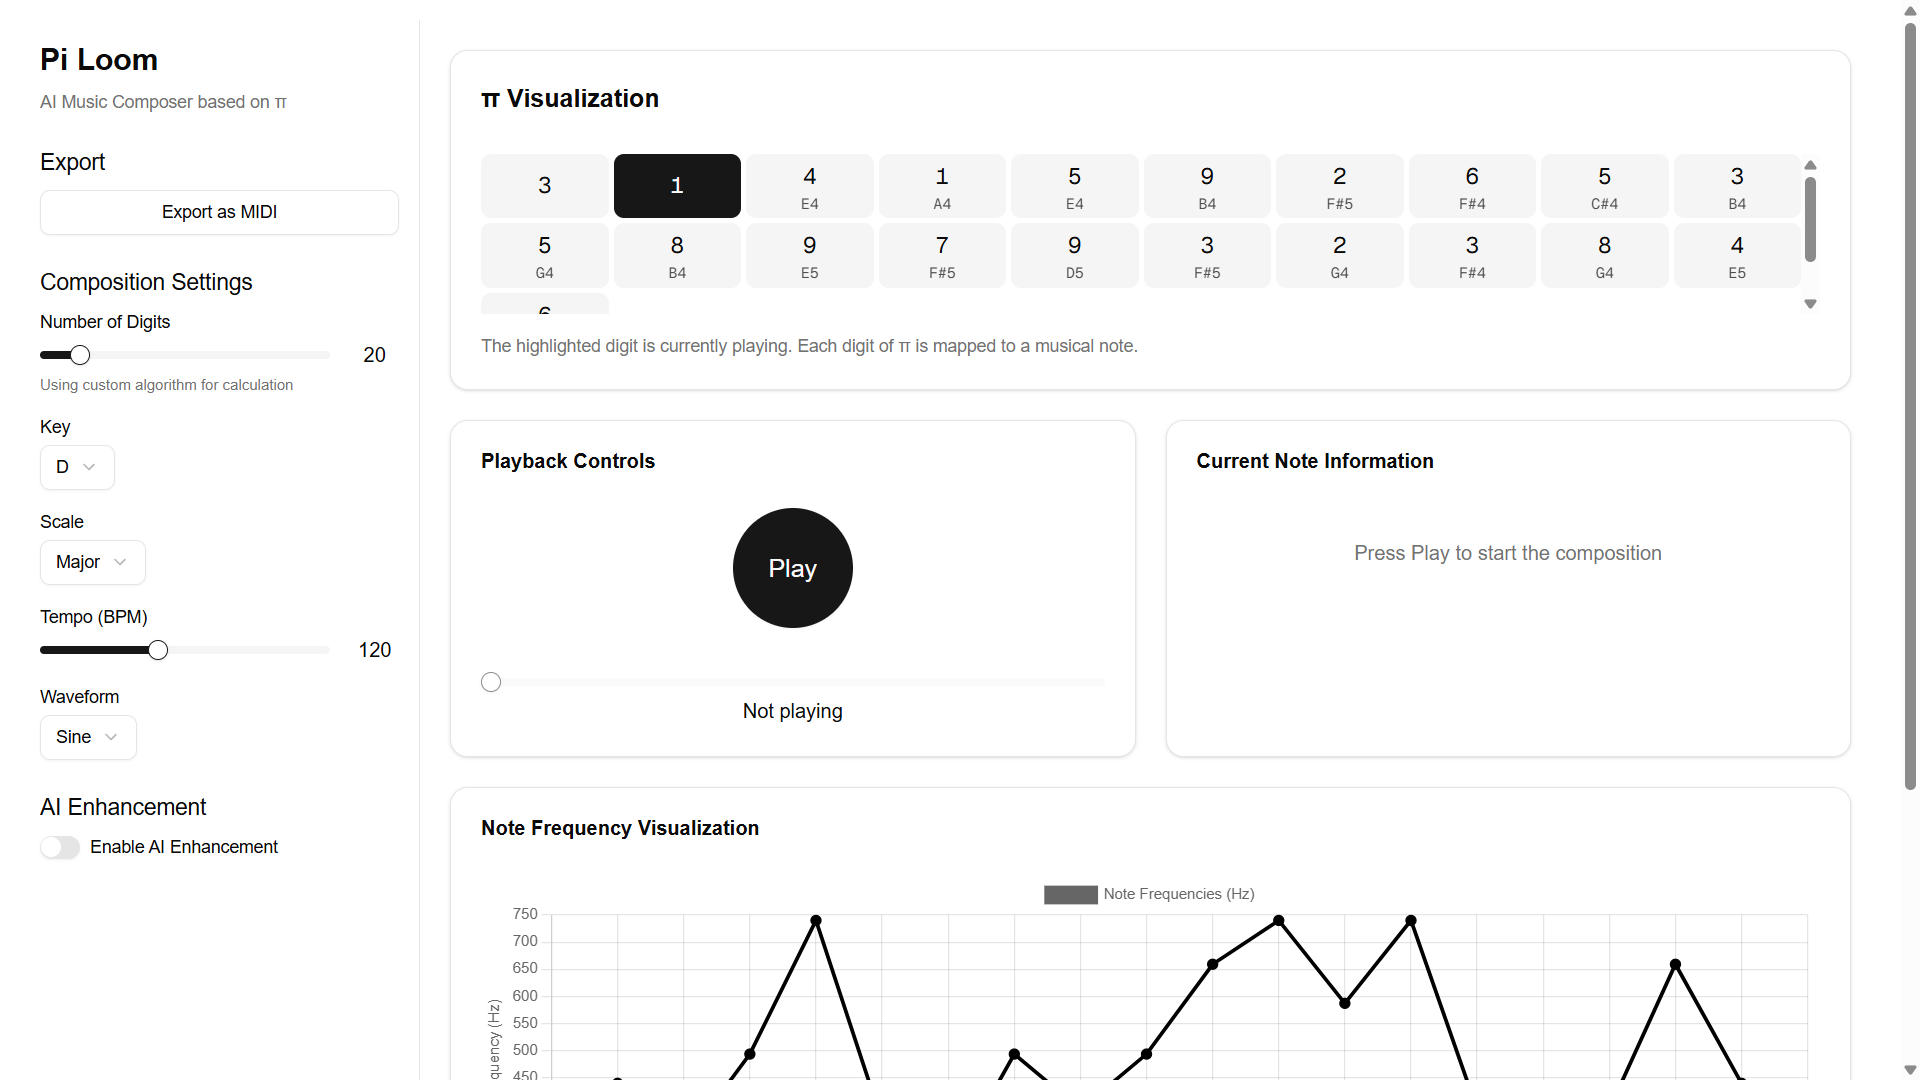 Pi Loom
AI Music Composer based on π
Export
Export as MIDI
Composition Settings
Number of Digits
20
Using custom algorithm for calculation
Key
D
Scale
Major
Tempo (BPM)
120
Waveform
Sine
AI Enhancement
Enable AI Enhancement
π Visualization
3 1 4 1 5 9 2 6 5 3
E4 A4 E4 B4 F#5 F#4 C#4 B4
5 8 9 7 9 3 2 3 8 4
G4 B4 E5 F#5 D5 F#5 G4 F#4 G4 E5
6
The highlighted digit is currently playing. Each digit of π is mapped to a musical note.
Playback Controls
Play
Not playing
Current Note Information
Press Play to start the composition
Note Frequency Visualization
Note Frequencies (Hz)
750
700
650
600
550
500
450
quency (Hz)